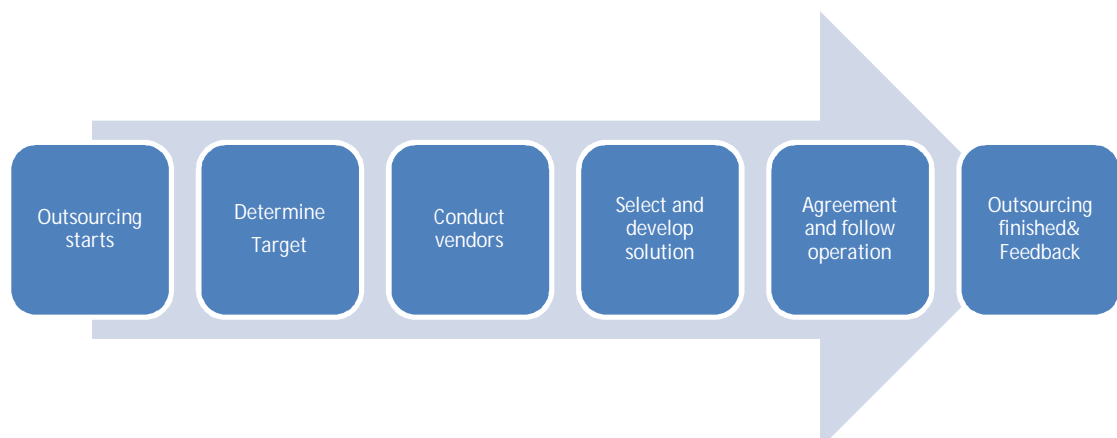 Outsourcing
starts
Determine
Target
Conduct
vendors
Select and
develop
solution
Agreement
and follow
operation
Outsourcing
finished&
Feedback